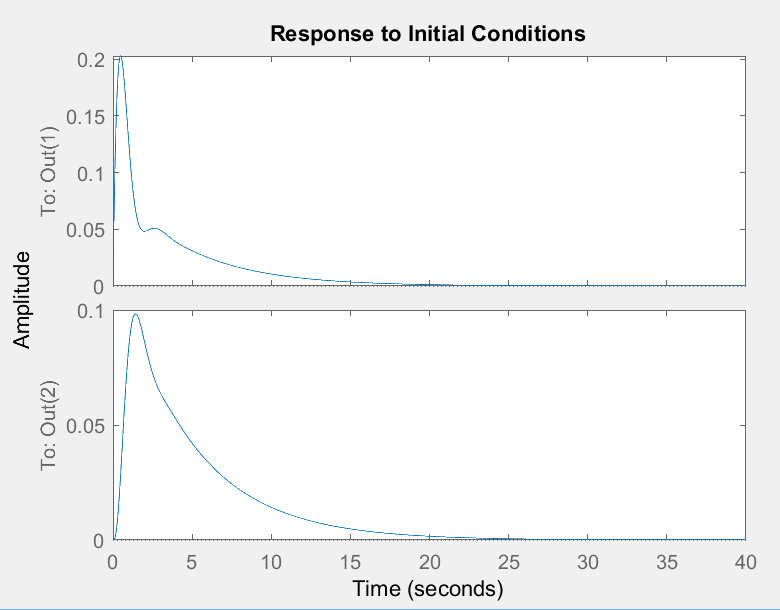 Response to Initial Conditions
0.2
0.15
0.1
0.05
0
To: Out(1)
Amplitude
0.1
0.05
0
To: Out(2)
0 5 10 15 20 25 30 35 40
Time (seconds)